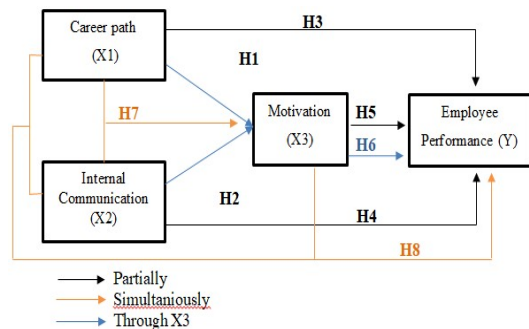 Career path
(X1)
H3
H1
H7
Motivation
(X3)
H5
H6
Employee
Performance (Y)
Internal
Communication
(X2)
H2
H4
H8
Partially
Simultaniously
Through X3